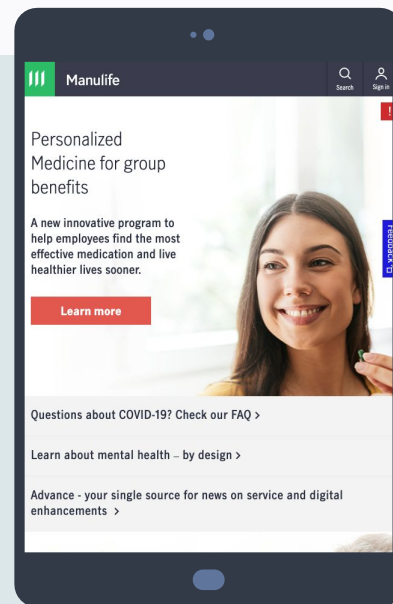 Manulife
Search
Sign in
!
Personalized
Medicine for group
benefits
A new innovative program to
help employees find the most
effective medication and live
healthier lives sooner.
Feedback
Learn more
Questions about COVID-19? Check our FAQ >
Learn about mental health – by design >
Advance - your single source for news on service and digital
enhancements >